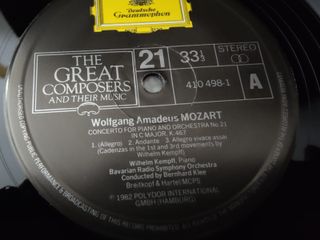 Deutsche
Grammophon
THE
GREAT
COMPOSERS
AND THEIR MUSIC
21
33⅓
STEREO
410 498-1
A
Wolfgang Amadeus MOZART
CONCERTO FOR PIANO AND ORCHESTRA No. 21
IN C MAJOR, K.467
1. (Allegro) 2. Andante 3. Allegro vivace assai
(Cadenzas in the 1st and 3rd movements by
Wilhelm Kempff)
Wilhelm Kempff, Piano
Bavarian Radio Symphony Orchestra
Conducted by Bernhard Klee
Breitkopf & Hartel MCPS
℗ 1982 POLYDOR INTERNATIONAL
GMBH (HAMBURG)